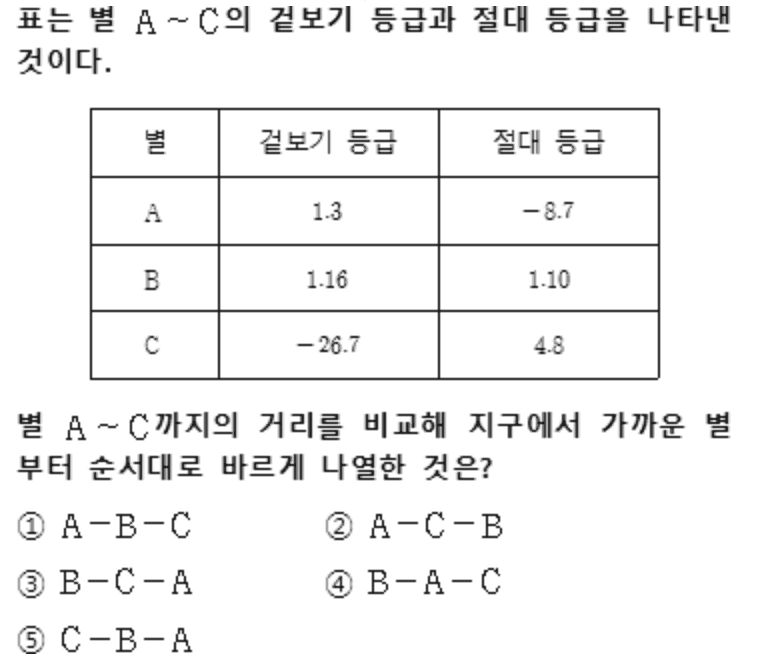 표는 별 A ~ C의 겉보기 등급과 절대 등급을 나타낸
것이다.
별 겉보기 등급 절대 등급
A 1.3 −8.7
B 1.16 1.10
C −26.7 4.8
별 A ~ C까지의 거리를 비교해 지구에서 가까운 별
부터 순서대로 바르게 나열한 것은?
① A−B−C ② A−C−B
③ B−C−A ④ B−A−C
⑤ C−B−A